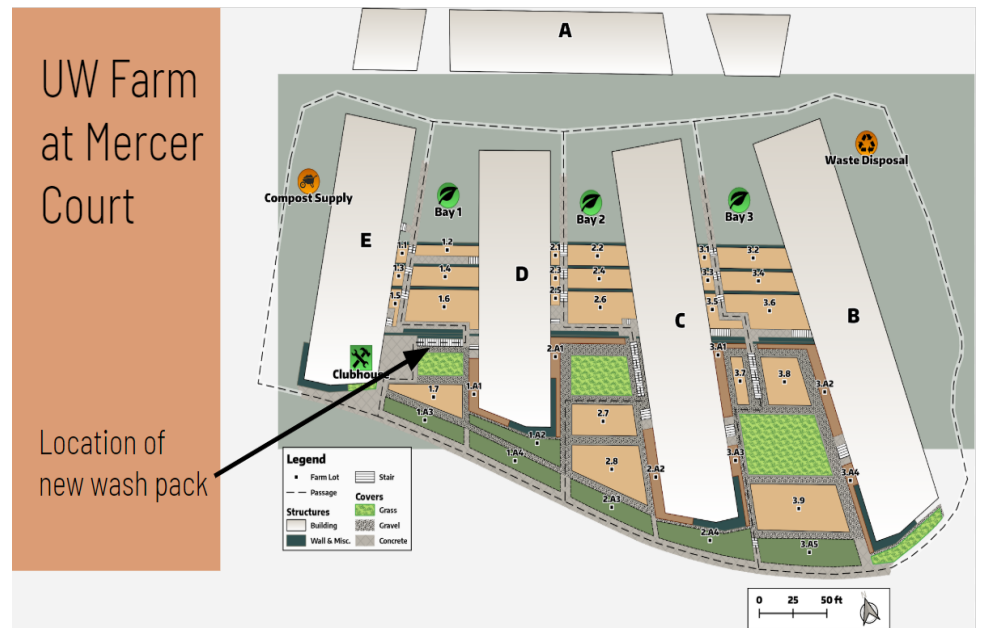 UW Farm
at Mercer
Court
Location of
new wash pack
A
Compost Supply
Waste Disposal
Bay 1
Bay 2
Bay 3
E
D
C
B
1.1
1.2
2.1
2.2
3.1
3.2
1.3
1.4
2.3
2.4
3.3
3.4
1.5
1.6
2.5
2.6
3.5
3.6
Clubhouse
2.A1
3.A1
3.7
3.8
1.7
1.A1
3.A2
1.A3
2.7
1.A2
1.A4
2.8
2.A2
3.A3
3.A4
2.A3
3.9
2.A4
3.A5
Legend
Farm Lot
Stair
Passage
Structures
Covers
Building
Grass
Wall & Misc.
Gravel
Concrete
0 25 50 ft